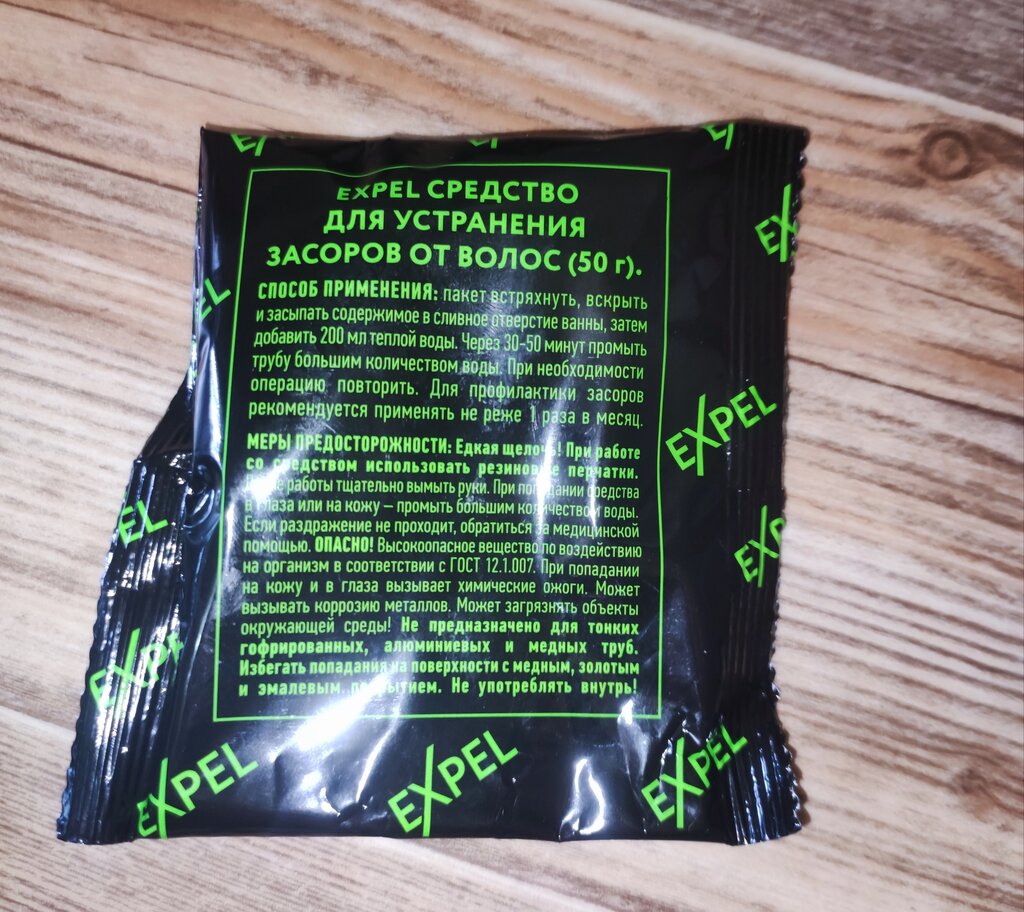 EXPEL СРЕДСТВО
ДЛЯ УСТРАНЕНИЯ
ЗАСОРОВ ОТ ВОЛОС (50 г).
СПОСОБ ПРИМЕНЕНИЯ: пакет встряхнуть, вскрыть
и засыпать содержимое в сливное отверстие ванны, затем
добавить 200 мл теплой воды. Через 30-50 минут промыть
трубу большим количеством воды. При необходимости
операцию повторить. Для профилактики засоров
рекомендуется применять не реже 1 раза в месяц.
МЕРЫ ПРЕДОСТОРОЖНОСТИ: Едкая щелочь! При работе
со средством использовать резиновые перчатки.
После работы тщательно вымыть руки. При попадании средства
в глаза или на кожу – промыть большим количеством воды.
Если раздражение не проходит, обратиться за медицинской
помощью. ОПАСНО! Высокоопасное вещество по воздействию
на организм в соответствии с ГОСТ 12.1.007. При попадании
на кожу и в глаза вызывает химические ожоги. Может
вызывать коррозию металлов. Может загрязнять объекты
окружающей среды! Не предназначено для тонких
гофрированных, алюминиевых и медных труб.
Избегать попадания на поверхности с медным, золотым
и эмалевым покрытием. Не употреблять внутрь!
EXPEL
EXPEL
EXPEL
EXPEL